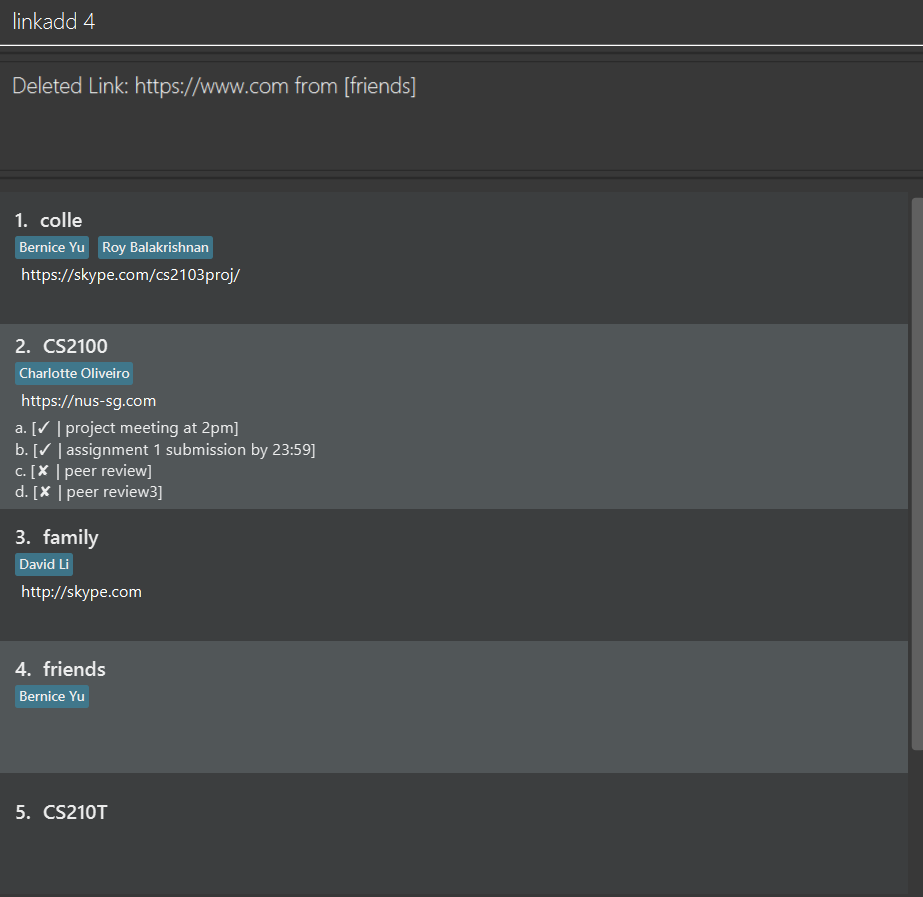 linkadd 4
Deleted Link: https://www.com from [friends]
1. colle
Bernice Yu Roy Balakrishnan
https://skype.com/cs2103proj/
2. CS2100
Charlotte Oliveiro
https://nus-sg.com
a. [✓ | project meeting at 2pm]
b. [✓ | assignment 1 submission by 23:59]
c. [✘ | peer review]
d. [✘ | peer review3]
3. family
David Li
http://skype.com
4. friends
Bernice Yu
5. CS210T